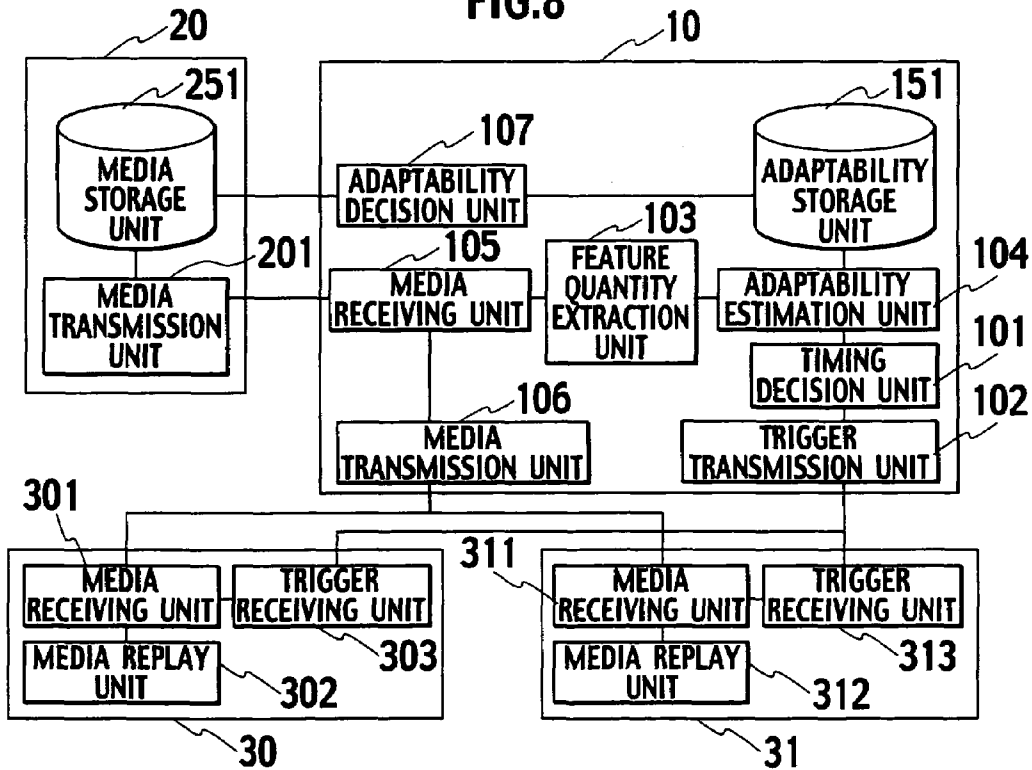 FIG.8
20
10
251
151
107
MEDIA
STORAGE
UNIT
ADAPTABILITY
DECISION UNIT
ADAPTABILITY
STORAGE
UNIT
103
201
105
104
MEDIA
TRANSMISSION
UNIT
MEDIA
RECEIVING UNIT
FEATURE
QUANTITY
EXTRACTION
UNIT
ADAPTABILITY
ESTIMATION UNIT
101
TIMING
DECISION UNIT
106
102
MEDIA
TRANSMISSION UNIT
TRIGGER
TRANSMISSION UNIT
301
311
MEDIA
RECEIVING UNIT
TRIGGER
RECEIVING UNIT
MEDIA
RECEIVING UNIT
TRIGGER
RECEIVING UNIT
303
313
MEDIA REPLAY
UNIT
302
MEDIA REPLAY
UNIT
312
30
31